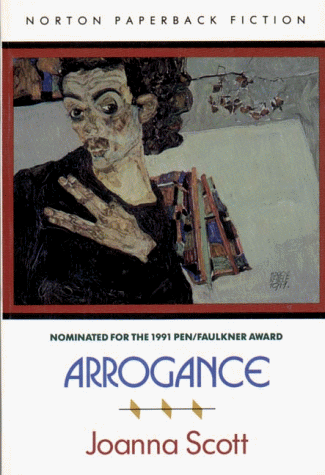 NORTON PAPERBACK FICTION
NOMINATED FOR THE 1991 PEN/FAULKNER AWARD
ARROGANCE
Joanna Scott